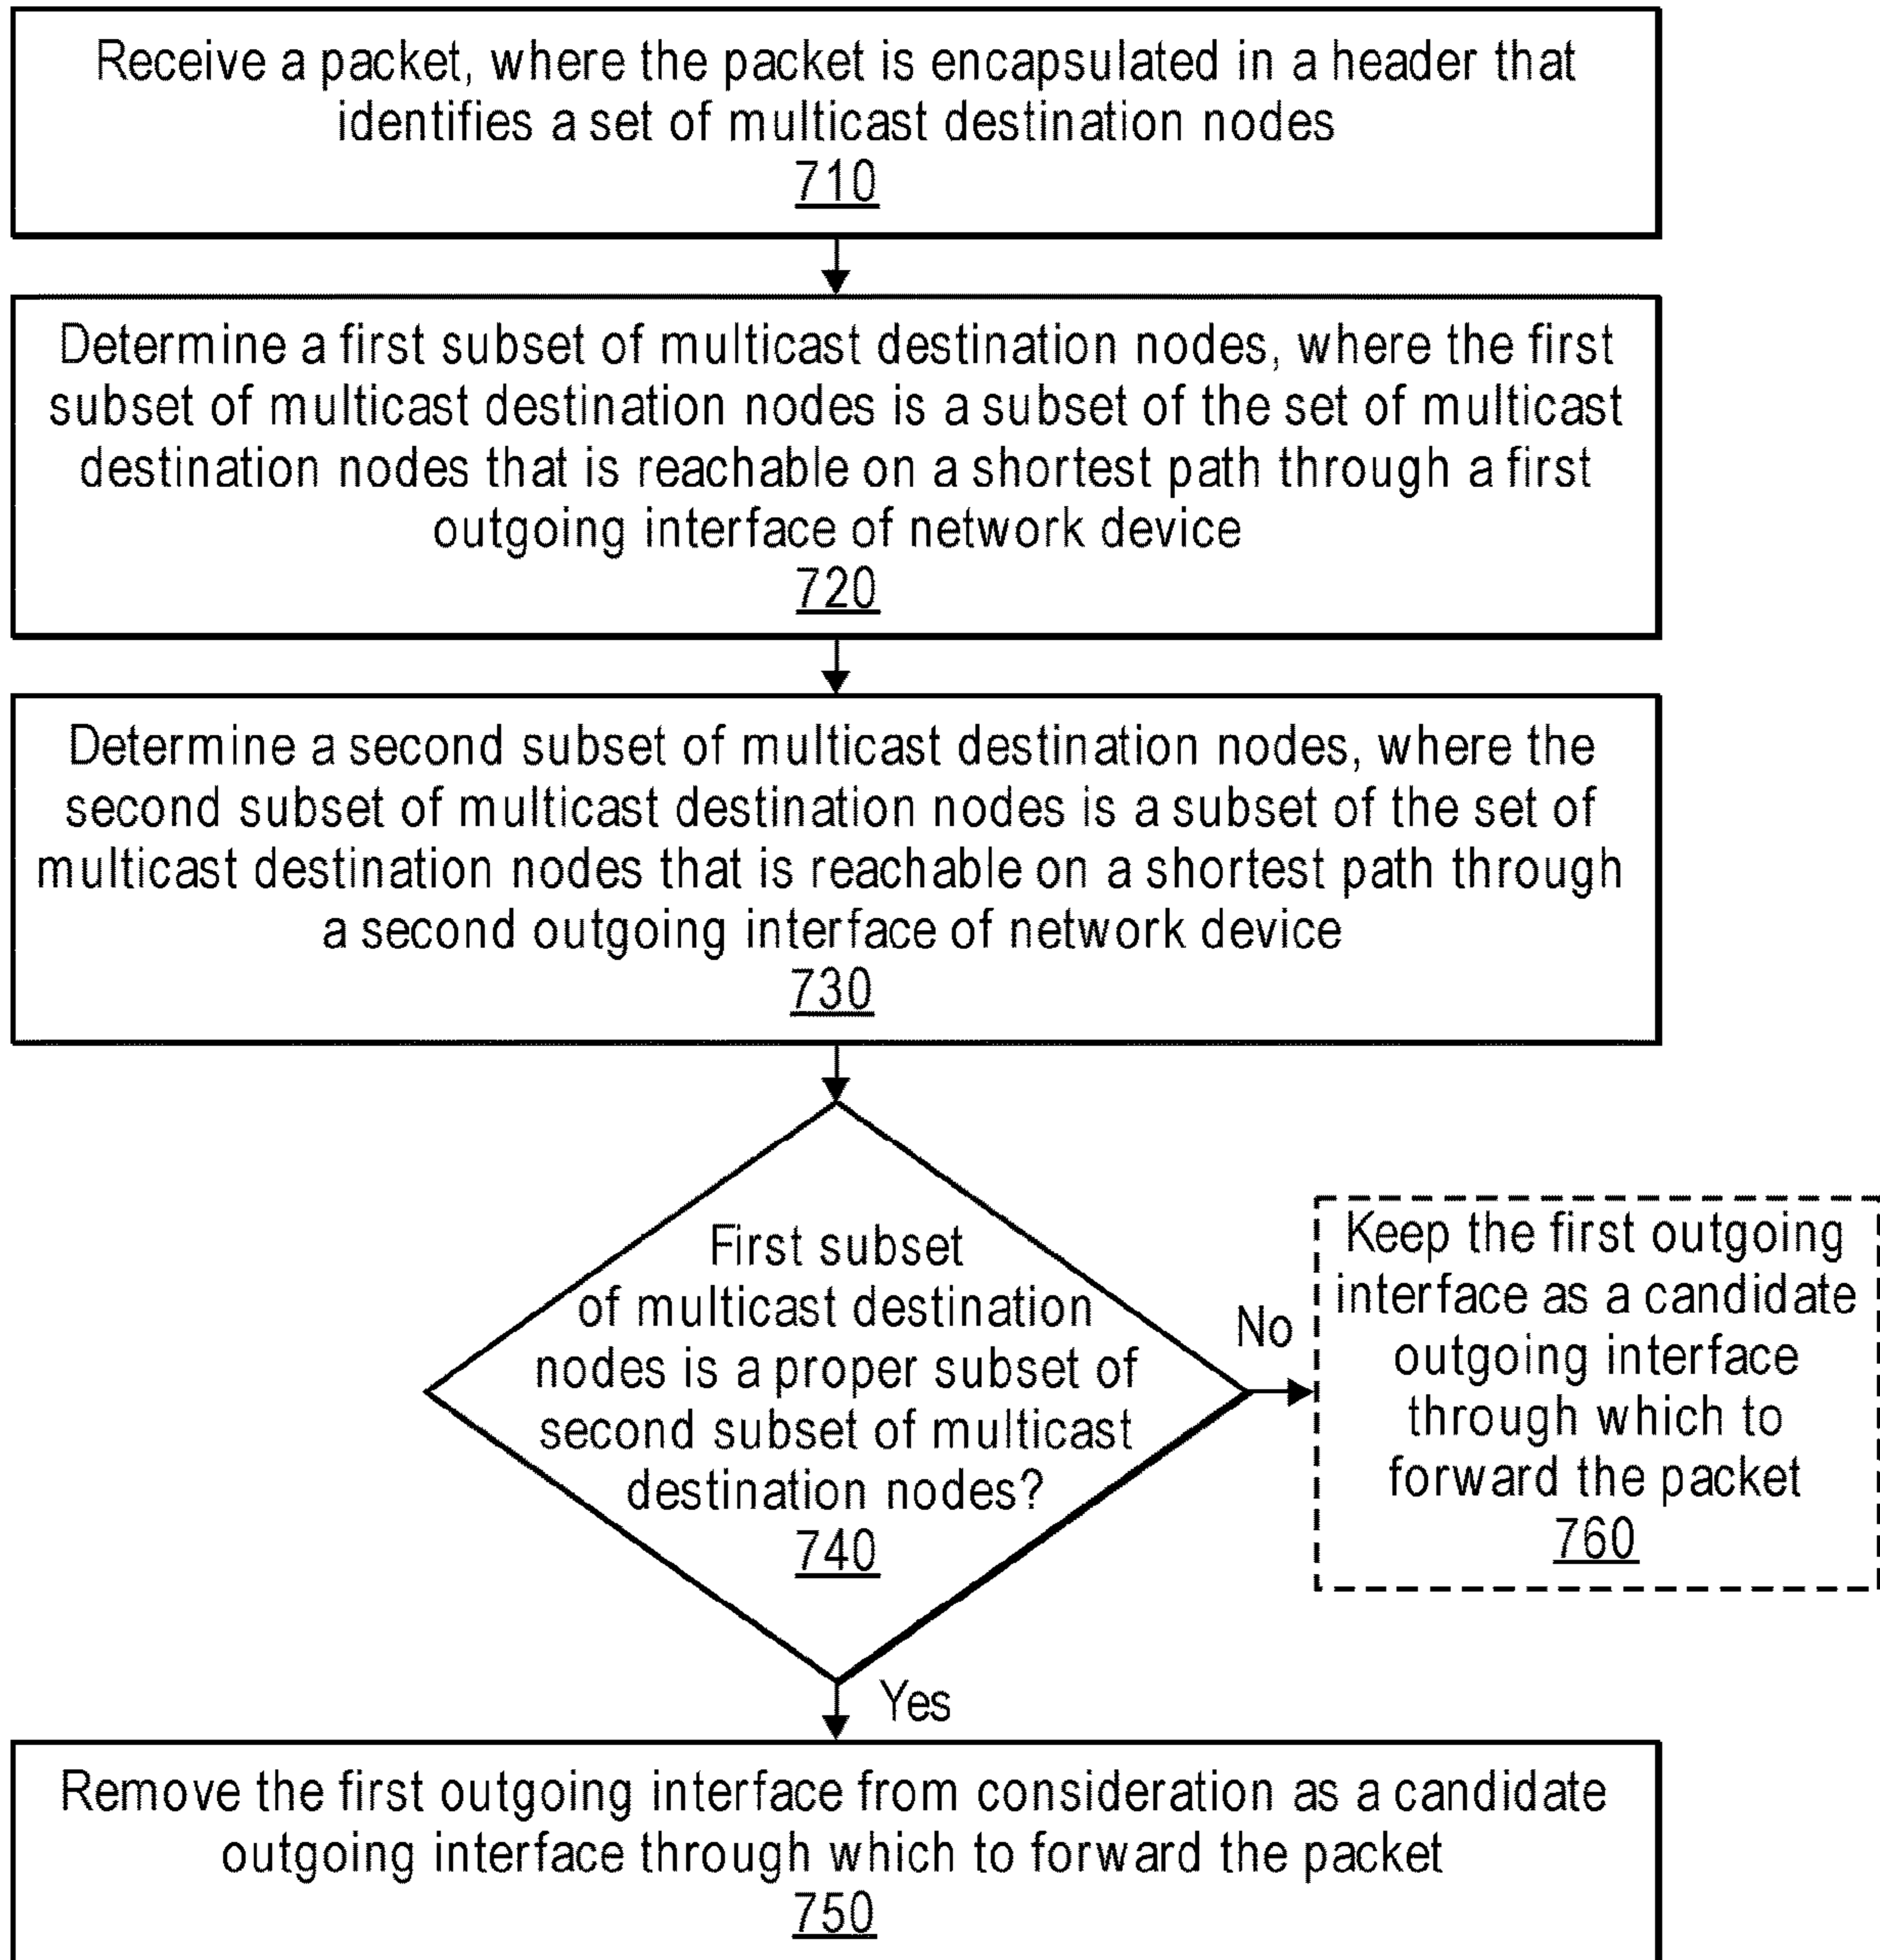 Receive a packet, where the packet is encapsulated in a header that
identifies a set of multicast destination nodes
710
Determine a first subset of multicast destination nodes, where the first
subset of multicast destination nodes is a subset of the set of multicast
destination nodes that is reachable on a shortest path through a first
outgoing interface of network device
720
Determine a second subset of multicast destination nodes, where the
second subset of multicast destination nodes is a subset of the set of
multicast destination nodes that is reachable on a shortest path through
a second outgoing interface of network device
730
First subset
of multicast destination
nodes is a proper subset of
second subset of multicast
destination nodes?
740
No
Keep the first outgoing
interface as a candidate
outgoing interface
through which to
forward the packet
760
Yes
Remove the first outgoing interface from consideration as a candidate
outgoing interface through which to forward the packet
750